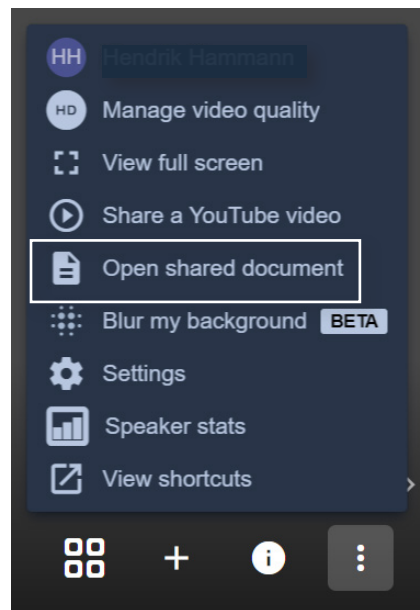 HH Hendrik Hammann
HD Manage video quality
View full screen
Share a YouTube video
Open shared document
Blur my background BETA
Settings
Speaker stats
View shortcuts